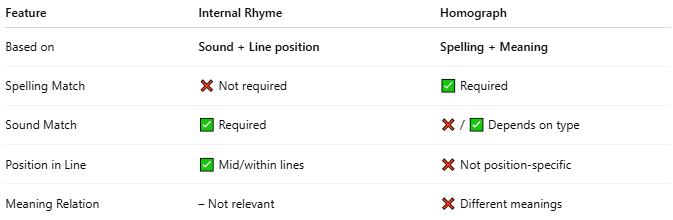 Feature Internal Rhyme Homograph
Based on Sound + Line position Spelling + Meaning
Spelling Match ❌ Not required ✅ Required
Sound Match ✅ Required ❌ / ✅ Depends on type
Position in Line ✅ Mid/within lines ❌ Not position-specific
Meaning Relation – Not relevant ❌ Different meanings